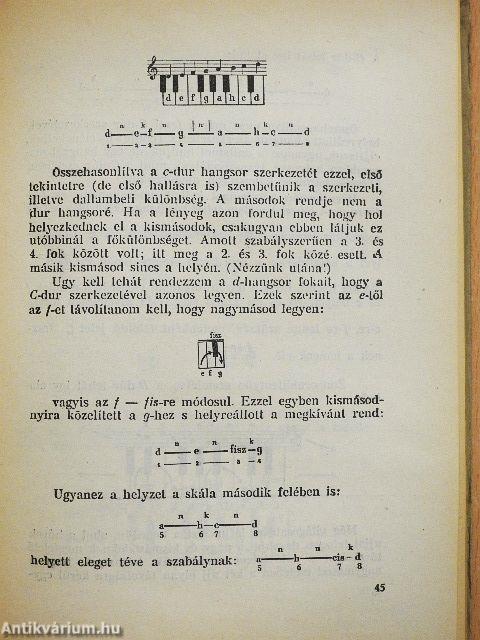 d e f g a h c d
n k n n n k n
d — e - f — g — a — h - c — d
1 — 2 - 3 — 4 — 5 — 6 - 7 — 8
Összehasonlítva a c-dur hangsor szerkezetét ezzel, első
tekintetre (de első hallásra is) szembetűnik a szerkezeti,
illetve dallambeli különbség. A másodok rendje nem a
dur hangsoré. Ha a lényeg azon fordul meg, hogy hol
helyezkednek el a kismásodok, csakugyan ebben látjuk ez
utóbbinál a főkülönbséget. Amott szabályszerűen a 3. és
4. fok között volt; itt meg a 2. és 3. fok közé esett. A
másik kismásod sincs a helyén. (Nézzünk utána!)
Ugy kell tehát rendezzem a d-hangsor fokait, hogy a
C-dur szerkezetével azonos legyen. Ezek szerint az e-től
az f-et távolítanom kell, hogy nagymásod legyen:
fisz
e f g
vagyis az f — fis-re módosul. Ezzel egyben kismásod-
nyira közelített a g-hez s helyreállott a megkívánt rend:
n n k
d — e — fisz - g
1 — 2 — 3 - 4
Ugyanez a helyzet a skála második felében is:
n k n
a — h - c — d
5 6 7 8
helyett eleget téve a szabálynak:
n n k
a — h — cis - d
5 6 7 8
45
Antikvárium.hu